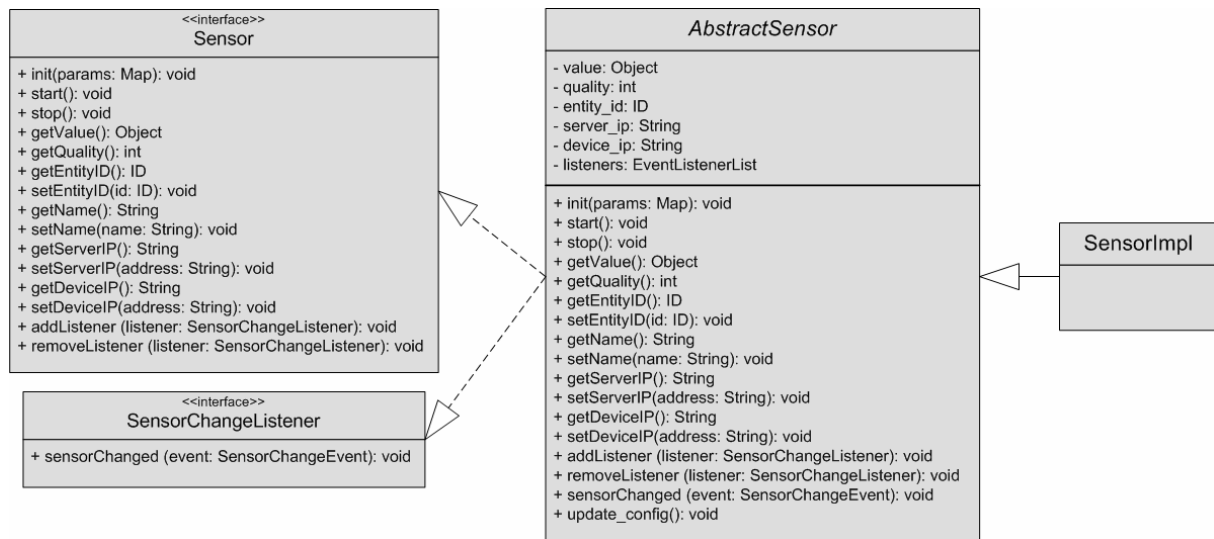 <<interface>>
Sensor
+ init(params: Map): void
+ start(): void
+ stop(): void
+ getValue(): Object
+ getQuality(): int
+ getEntityID(): ID
+ setEntityID(id: ID): void
+ getName(): String
+ setName(name: String): void
+ getServerIP(): String
+ setServerIP(address: String): void
+ getDeviceIP(): String
+ setDeviceIP(address: String): void
+ addListener (listener: SensorChangeListener): void
+ removeListener (listener: SensorChangeListener): void
<<interface>>
SensorChangeListener
+ sensorChanged (event: SensorChangeEvent): void
AbstractSensor
- value: Object
- quality: int
- entity_id: ID
- server_ip: String
- device_ip: String
- listeners: EventListenerList
+ init(params: Map): void
+ start(): void
+ stop(): void
+ getValue(): Object
+ getQuality(): int
+ getEntityID(): ID
+ setEntityID(id: ID): void
+ getName(): String
+ setName(name: String): void
+ getServerIP(): String
+ setServerIP(address: String): void
+ getDeviceIP(): String
+ setDeviceIP(address: String): void
+ addListener (listener: SensorChangeListener): void
+ removeListener (listener: SensorChangeListener): void
+ sensorChanged (event: SensorChangeEvent): void
+ update_config(): void
SensorImpl